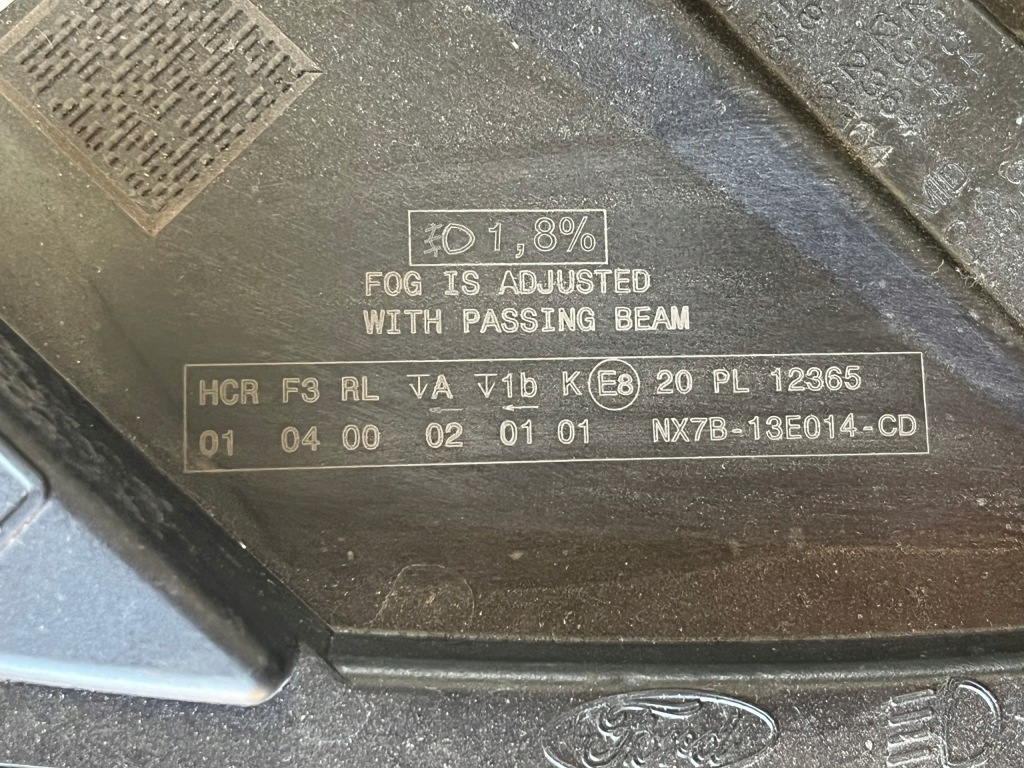 1,8%
FOG IS ADJUSTED
WITH PASSING BEAM
HCR F3 RL A 1b K E8 20 PL 12365
01 04 00 02 01 01 NX7B-13E014-CD
Ford